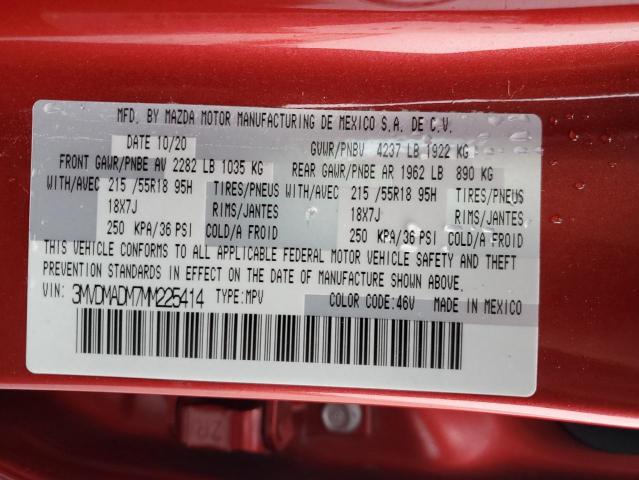 MFD. BY MAZDA MOTOR MANUFACTURING DE MEXICO S.A. DE C.V.
DATE 10/20 GVWR/PNBV 4237 LB 1922 KG
FRONT GAWR/PNBE AV 2282 LB 1035 KG REAR GAWR/PNBE AR 1962 LB 890 KG
WITH/AVEC 215 /55R18 95H TIRES/PNEUS WITH/AVEC 215 /55R18 95H TIRES/PNEUS
18X7J RIMS/JANTES 18X7J RIMS/JANTES
250 KPA/36 PSI COLD/A FROID 250 KPA/36 PSI COLD/A FROID
THIS VEHICLE CONFORMS TO ALL APPLICABLE FEDERAL MOTOR VEHICLE SAFETY AND THEFT
PREVENTION STANDARDS IN EFFECT ON THE DATE OF MANUFACTURE SHOWN ABOVE.
VIN: 3MVDMADM7MM225414 TYPE:MPV COLOR CODE:46V MADE IN MEXICO